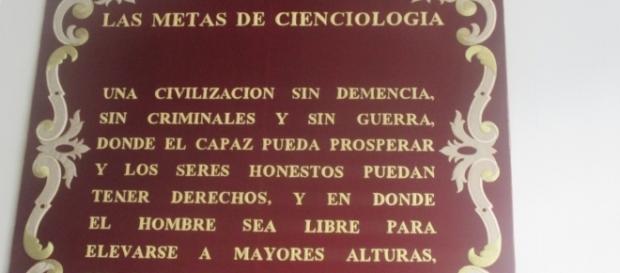 LAS METAS DE CIENCIOLOGIA
UNA CIVILIZACION SIN DEMENCIA,
SIN CRIMINALES Y SIN GUERRA,
DONDE EL CAPAZ PUEDA PROSPERAR
Y LOS SERES HONESTOS PUEDAN
TENER DERECHOS, Y EN DONDE
EL HOMBRE SEA LIBRE PARA
ELEVARSE A MAYORES ALTURAS,